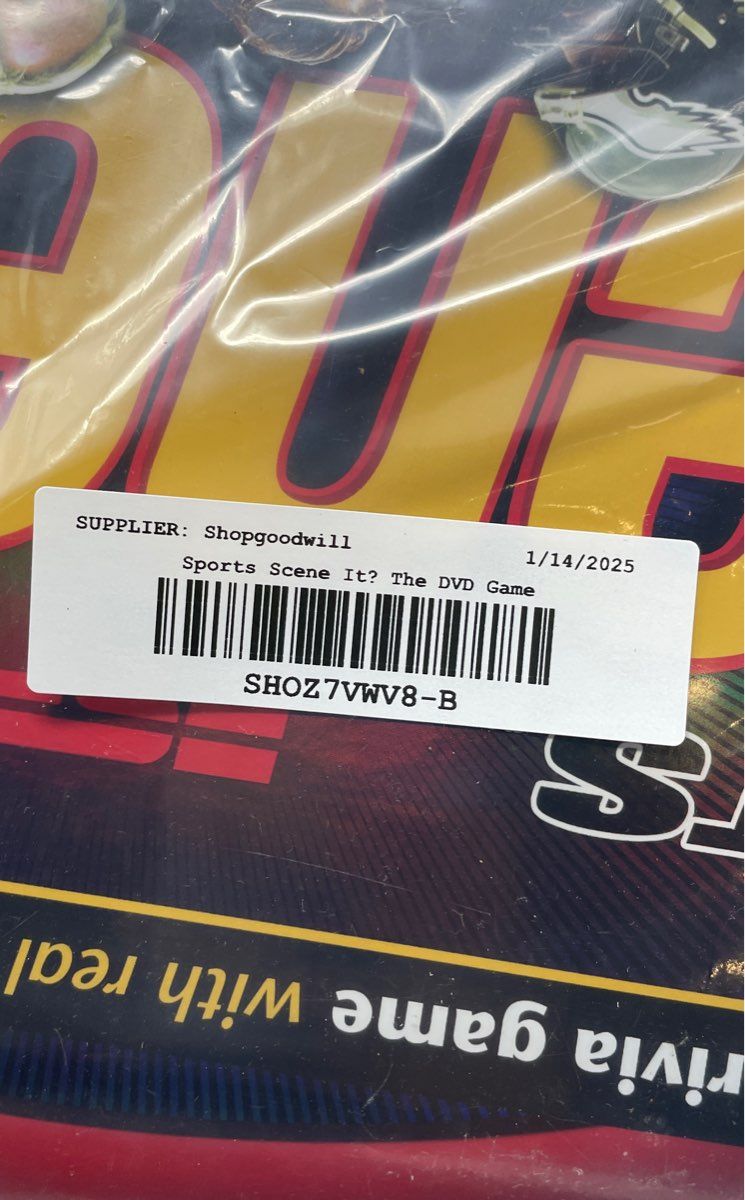 SUPPLIER: Shopgoodwill
1/14/2025
Sports Scene It? The DVD Game
SHOZ7VWV8-B
rivia game with real